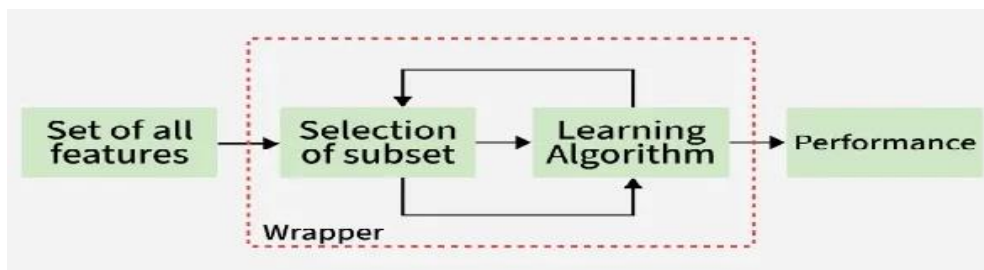 Set of all
features
Selection
of subset
Learning
Algorithm
Performance
Wrapper